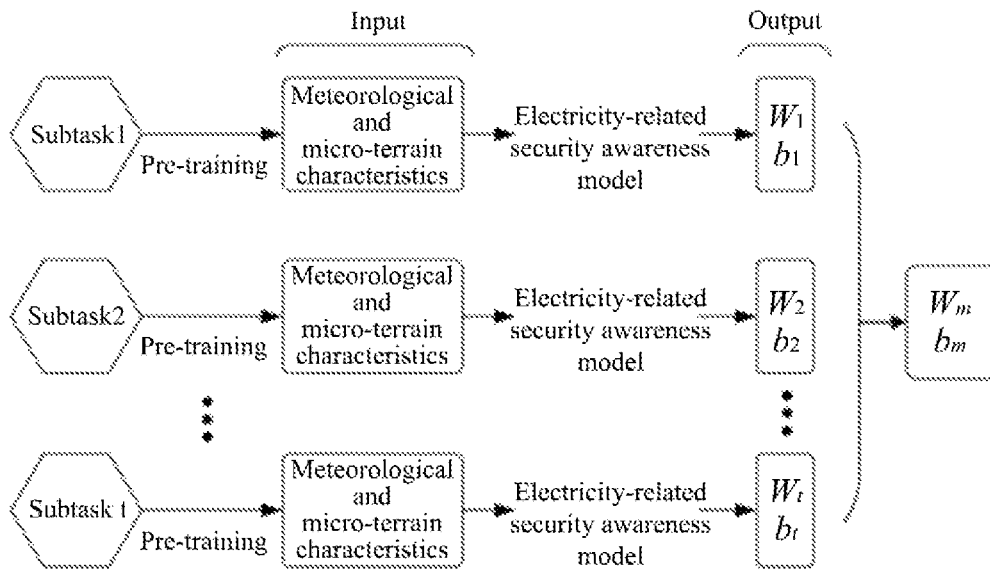 Input
Output
Subtask1
Pre-training
Meteorological
and
micro-terrain
characteristics
Electricity-related
security awareness
model
W1
b1
Subtask2
Pre-training
Meteorological
and
micro-terrain
characteristics
Electricity-related
security awareness
model
W2
b2
Wm
bm
Subtask t
Pre-training
Meteorological
and
micro-terrain
characteristics
Electricity-related
security awareness
model
Wt
bt